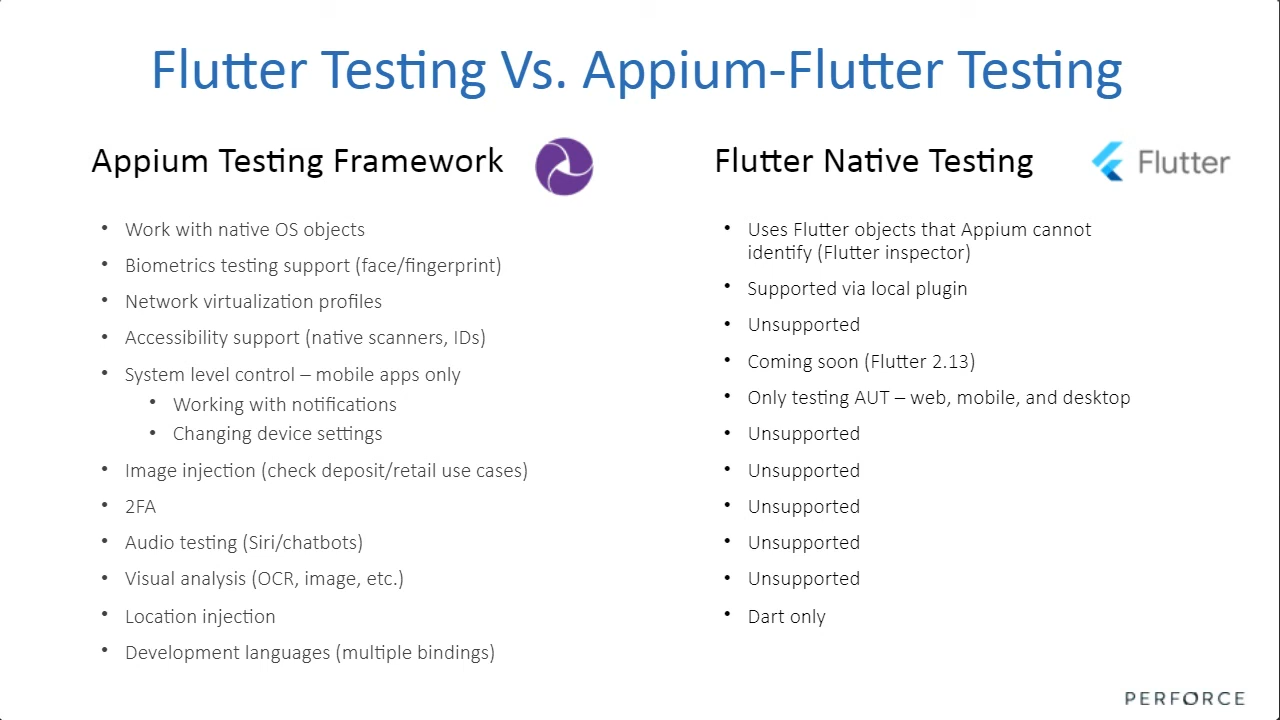 Flutter Testing Vs. Appium-Flutter Testing
Appium Testing Framework
• Work with native OS objects
• Biometrics testing support (face/fingerprint)
• Network virtualization profiles
• Accessibility support (native scanners, IDs)
• System level control – mobile apps only
• Working with notifications
• Changing device settings
• Image injection (check deposit/retail use cases)
• 2FA
• Audio testing (Siri/chatbots)
• Visual analysis (OCR, image, etc.)
• Location injection
• Development languages (multiple bindings)
Flutter Native Testing
Flutter
• Uses Flutter objects that Appium cannot
identify (Flutter inspector)
• Supported via local plugin
• Unsupported
• Coming soon (Flutter 2.13)
• Only testing AUT – web, mobile, and desktop
• Unsupported
• Unsupported
• Unsupported
• Unsupported
• Unsupported
• Dart only
PERFORCE